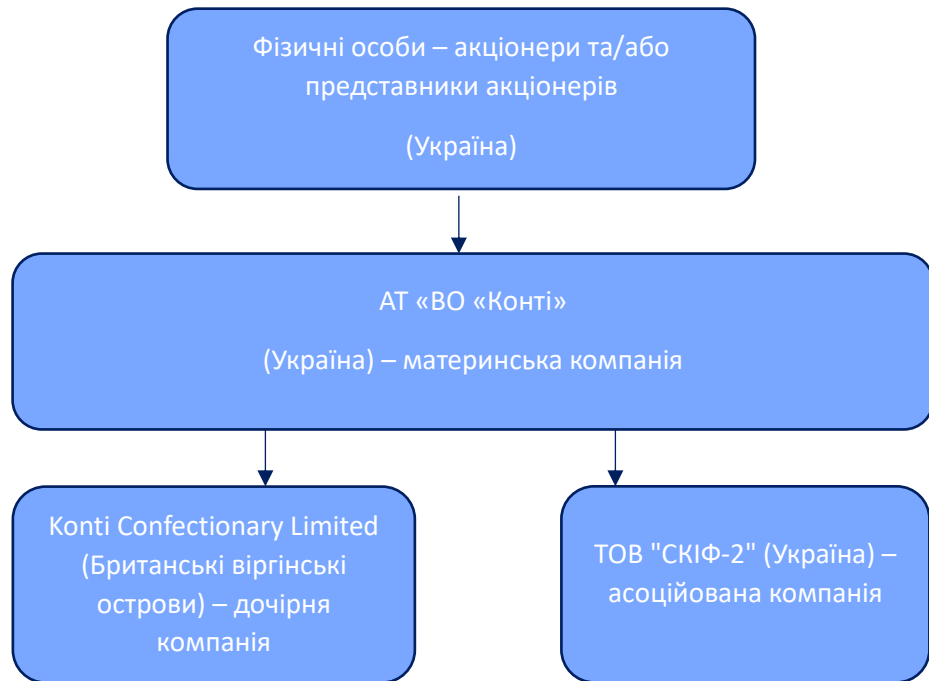 Фізичні особи – акціонери та/або
представники акціонерів
(Україна)
АТ «ВО «Конті»
(Україна) – материнська компанія
Konti Confectionary Limited
(Британські віргінські
острови) – дочірня
компанія
ТОВ "СКІФ-2" (Україна) –
асоційована компанія